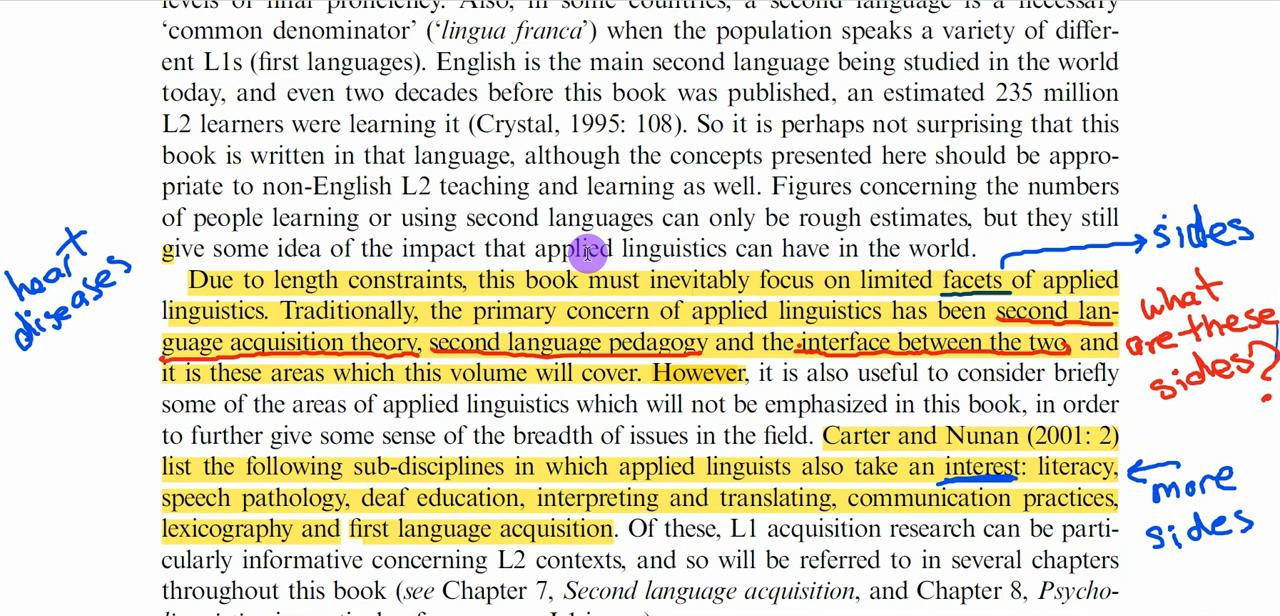 levels of final proficiency. Also, in some countries, a second language is a necessary
‘common denominator’ (‘lingua franca’) when the population speaks a variety of differ-
ent L1s (first languages). English is the main second language being studied in the world
today, and even two decades before this book was published, an estimated 235 million
L2 learners were learning it (Crystal, 1995: 108). So it is perhaps not surprising that this
book is written in that language, although the concepts presented here should be appro-
priate to non-English L2 teaching and learning as well. Figures concerning the numbers
of people learning or using second languages can only be rough estimates, but they still
give some idea of the impact that applied linguistics can have in the world.
sides
heart
diseases
Due to length constraints, this book must inevitably focus on limited facets of applied
linguistics. Traditionally, the primary concern of applied linguistics has been second lan-
guage acquisition theory, second language pedagogy and the interface between the two, and
it is these areas which this volume will cover. However, it is also useful to consider briefly
what
are these
sides?
some of the areas of applied linguistics which will not be emphasized in this book, in order
to further give some sense of the breadth of issues in the field. Carter and Nunan (2001: 2)
list the following sub-disciplines in which applied linguists also take an interest: literacy,
speech pathology, deaf education, interpreting and translating, communication practices,
lexicography and first language acquisition. Of these, L1 acquisition research can be parti-
more
sides
cularly informative concerning L2 contexts, and so will be referred to in several chapters
throughout this book (see Chapter 7, Second language acquisition, and Chapter 8, Psycho-